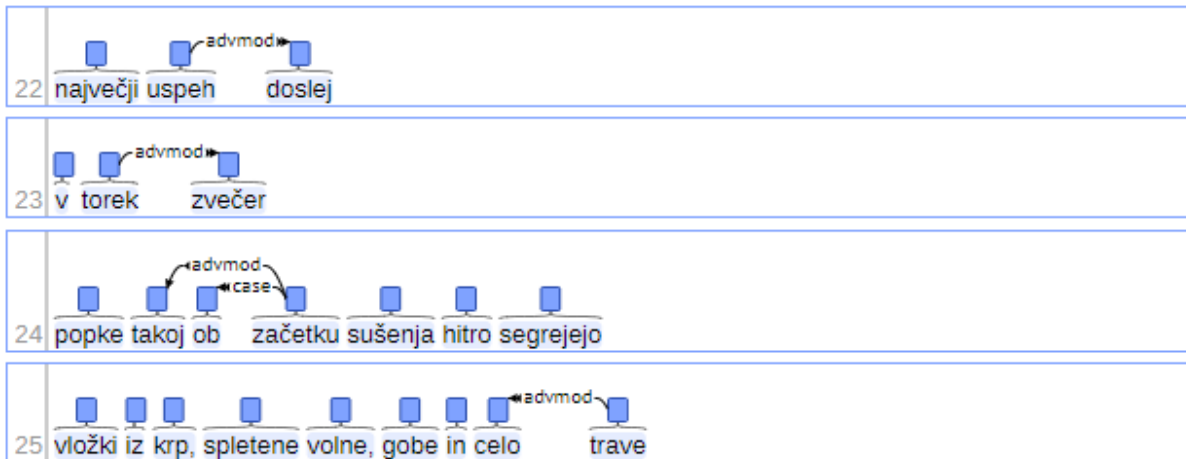 advmod
22 največji uspeh doslej
advmod
23 v torek zvečer
advmod
case
24 popke takoj ob začetku sušenja hitro segrejejo
advmod
25 vložki iz krp, spletene volne, gobe in celo trave